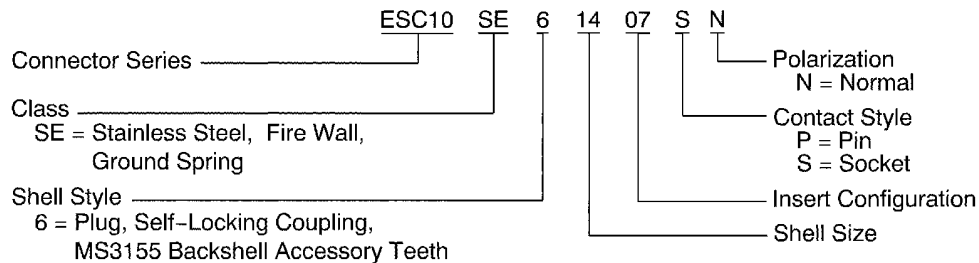 ESC10 SE 6 14 07 S N
Connector Series
Class
SE = Stainless Steel, Fire Wall,
Ground Spring
Shell Style
6 = Plug, Self-Locking Coupling,
MS3155 Backshell Accessory Teeth
Polarization
N = Normal
Contact Style
P = Pin
S = Socket
Insert Configuration
Shell Size